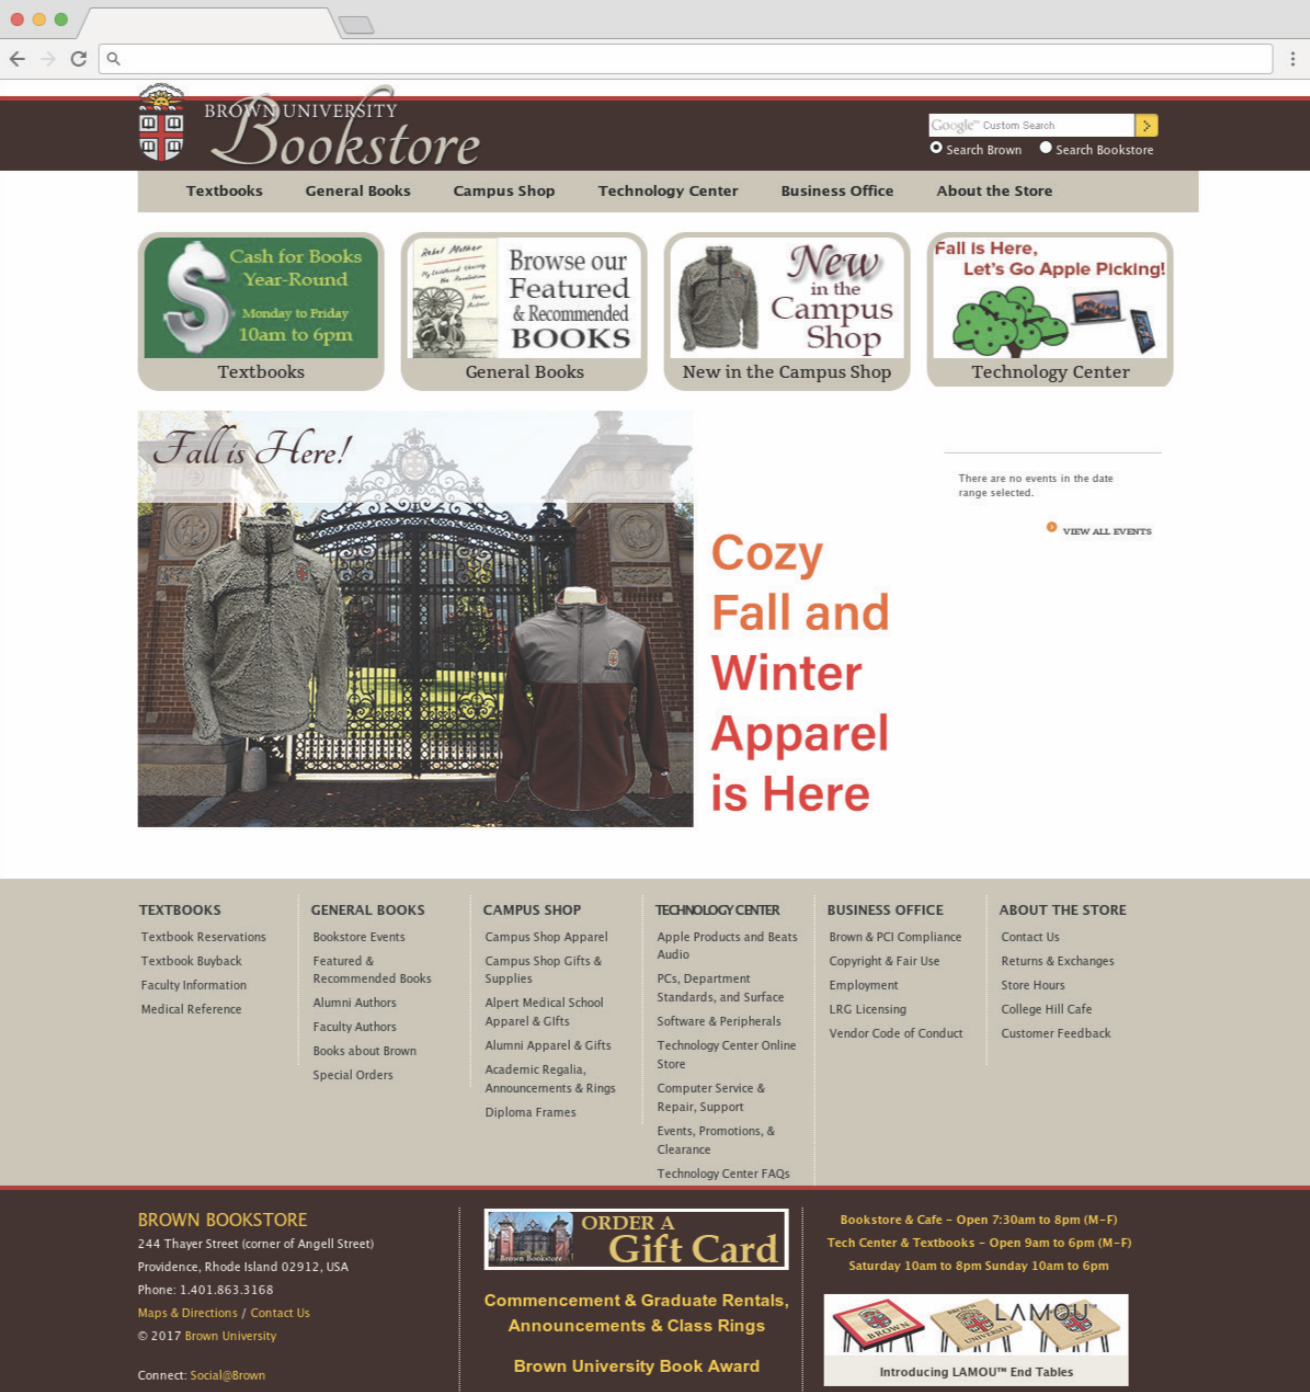 BROWN UNIVERSITY
Bookstore
Google™ Custom Search
Search Brown Search Bookstore
Textbooks General Books Campus Shop Technology Center Business Office About the Store
Cash for Books
Year-Round
Monday to Friday
10am to 6pm
Textbooks
Rebel Mother
Browse our
Featured
& Recommended
BOOKS
General Books
New
in the
Campus
Shop
New in the Campus Shop
Fall Is Here,
Let's Go Apple Picking!
Technology Center
Fall is Here!
Cozy
Fall and
Winter
Apparel
is Here
There are no events in the date
range selected.
VIEW ALL EVENTS
TEXTBOOKS
Textbook Reservations
Textbook Buyback
Faculty Information
Medical Reference
GENERAL BOOKS
Bookstore Events
Featured &
Recommended Books
Alumni Authors
Faculty Authors
Books about Brown
Special Orders
CAMPUS SHOP
Campus Shop Apparel
Campus Shop Gifts &
Supplies
Alpert Medical School
Apparel & GIfts
Alumni Apparel & Gifts
Academic Regalia,
Announcements & Rings
Diploma Frames
TECHNOLOGY CENTER
Apple Products and Beats
Audio
PCs, Department
Standards, and Surface
Software & Peripherals
Technology Center Online
Store
Computer Service &
Repair, Support
Events, Promotions, &
Clearance
Technology Center FAQs
BUSINESS OFFICE
Brown & PCI Compliance
Copyright & Fair Use
Employment
LRG Licensing
Vendor Code of Conduct
ABOUT THE STORE
Contact Us
Returns & Exchanges
Store Hours
College Hill Cafe
Customer Feedback
BROWN BOOKSTORE
244 Thayer Street (corner of Angell Street)
Providence, Rhode Island 02912, USA
Phone: 1.401.863.3168
Maps & Directions / Contact Us
© 2017 Brown University
Connect: Social@Brown
ORDER A
Gift Card
Brown Bookstore
Commencement & Graduate Rentals,
Announcements & Class Rings
Brown University Book Award
Bookstore & Cafe - Open 7:30am to 8pm (M-F)
Tech Center & Textbooks - Open 9am to 6pm (M-F)
Saturday 10am to 8pm Sunday 10am to 6pm
LAMOU™
BROWN
BROWN
UNIVERSITY
Introducing LAMOU™ End Tables